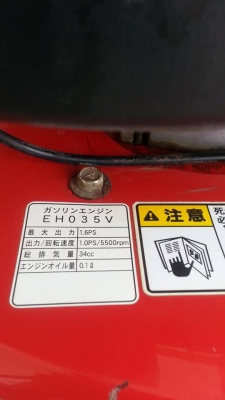 ガソリンエンジン
EH035V
最大出力 1.6PS
出力/回転速度 1.0PS/5500rpm
総排気量 34cc
エンジンオイル量 0.1ℓ
注意
死
必